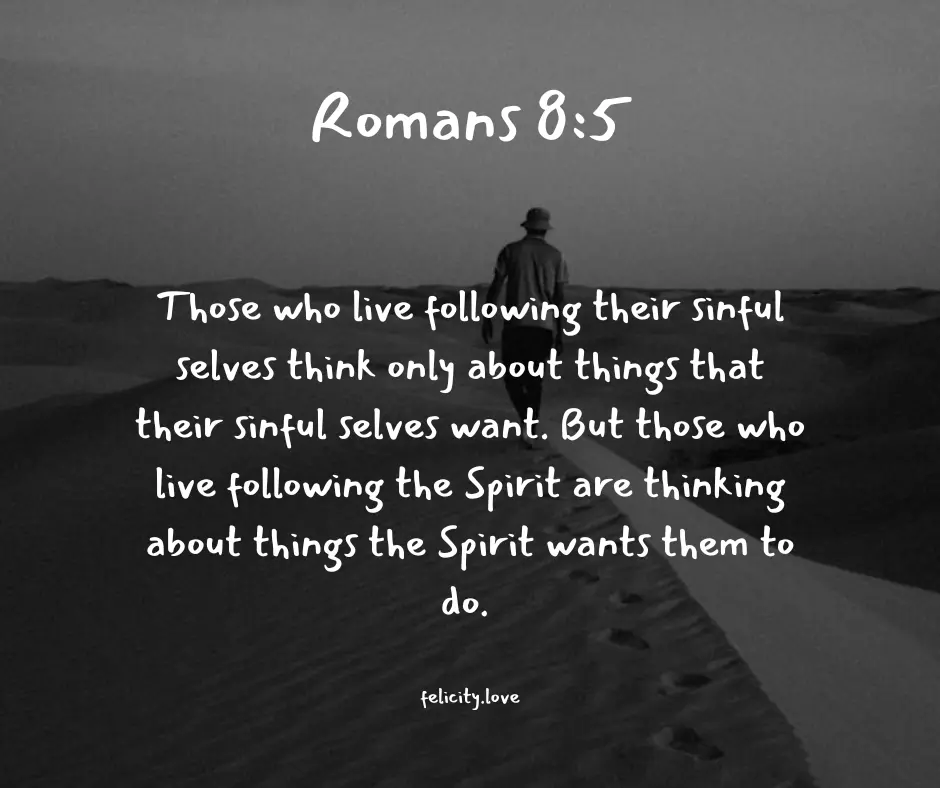 Romans 8:5
Those who live following their sinful
selves think only about things that
their sinful selves want. But those who
live following the Spirit are thinking
about things the Spirit wants them to
do.
felicity.love